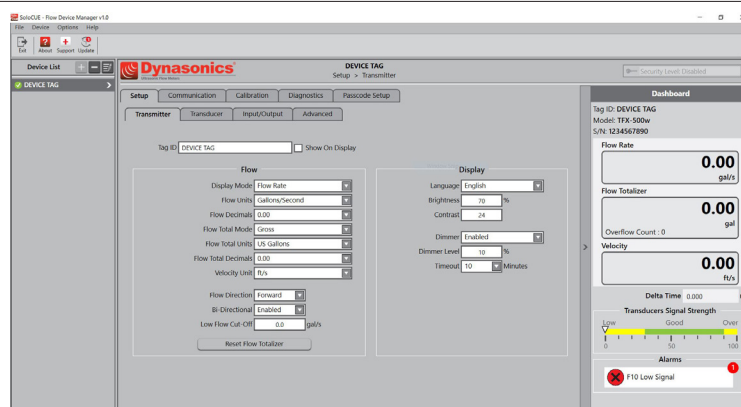 SoloCUE - Flow Device Manager v1.0
File Device Options Help
Exit About Support Update
Device List
DEVICE TAG
Dynasonics
Ultrasonic Flow Meters
DEVICE TAG
Setup > Transmitter
Security Level: Disabled
Setup Communication Calibration Diagnostics Passcode Setup
Transmitter Transducer Input/Output Advanced
Tag ID DEVICE TAG Show On Display
Flow
Display Mode Flow Rate
Flow Units Gallons/Second
Flow Decimals 0.00
Flow Total Mode Gross
Flow Total Units US Gallons
Flow Total Decimals 0.00
Velocity Unit ft/s
Flow Direction Forward
Bi-Directional Enabled
Low Flow Cut-Off 0.0 gal/s
Reset Flow Totalizer
Display
Language English
Brightness 70 %
Contrast 24
Dimmer Enabled
Dimmer Level 10 %
Timeout 10 Minutes
Dashboard
Tag ID: DEVICE TAG
Model: TFX-500w
S/N: 1234567890
Flow Rate
0.00
gal/s
Flow Totalizer
0.00
gal
Overflow Count : 0
Velocity
0.00
ft/s
Delta Time 0.000
Transducers Signal Strength
Low Good Over
0 50 100
Alarms
1
F10 Low Signal